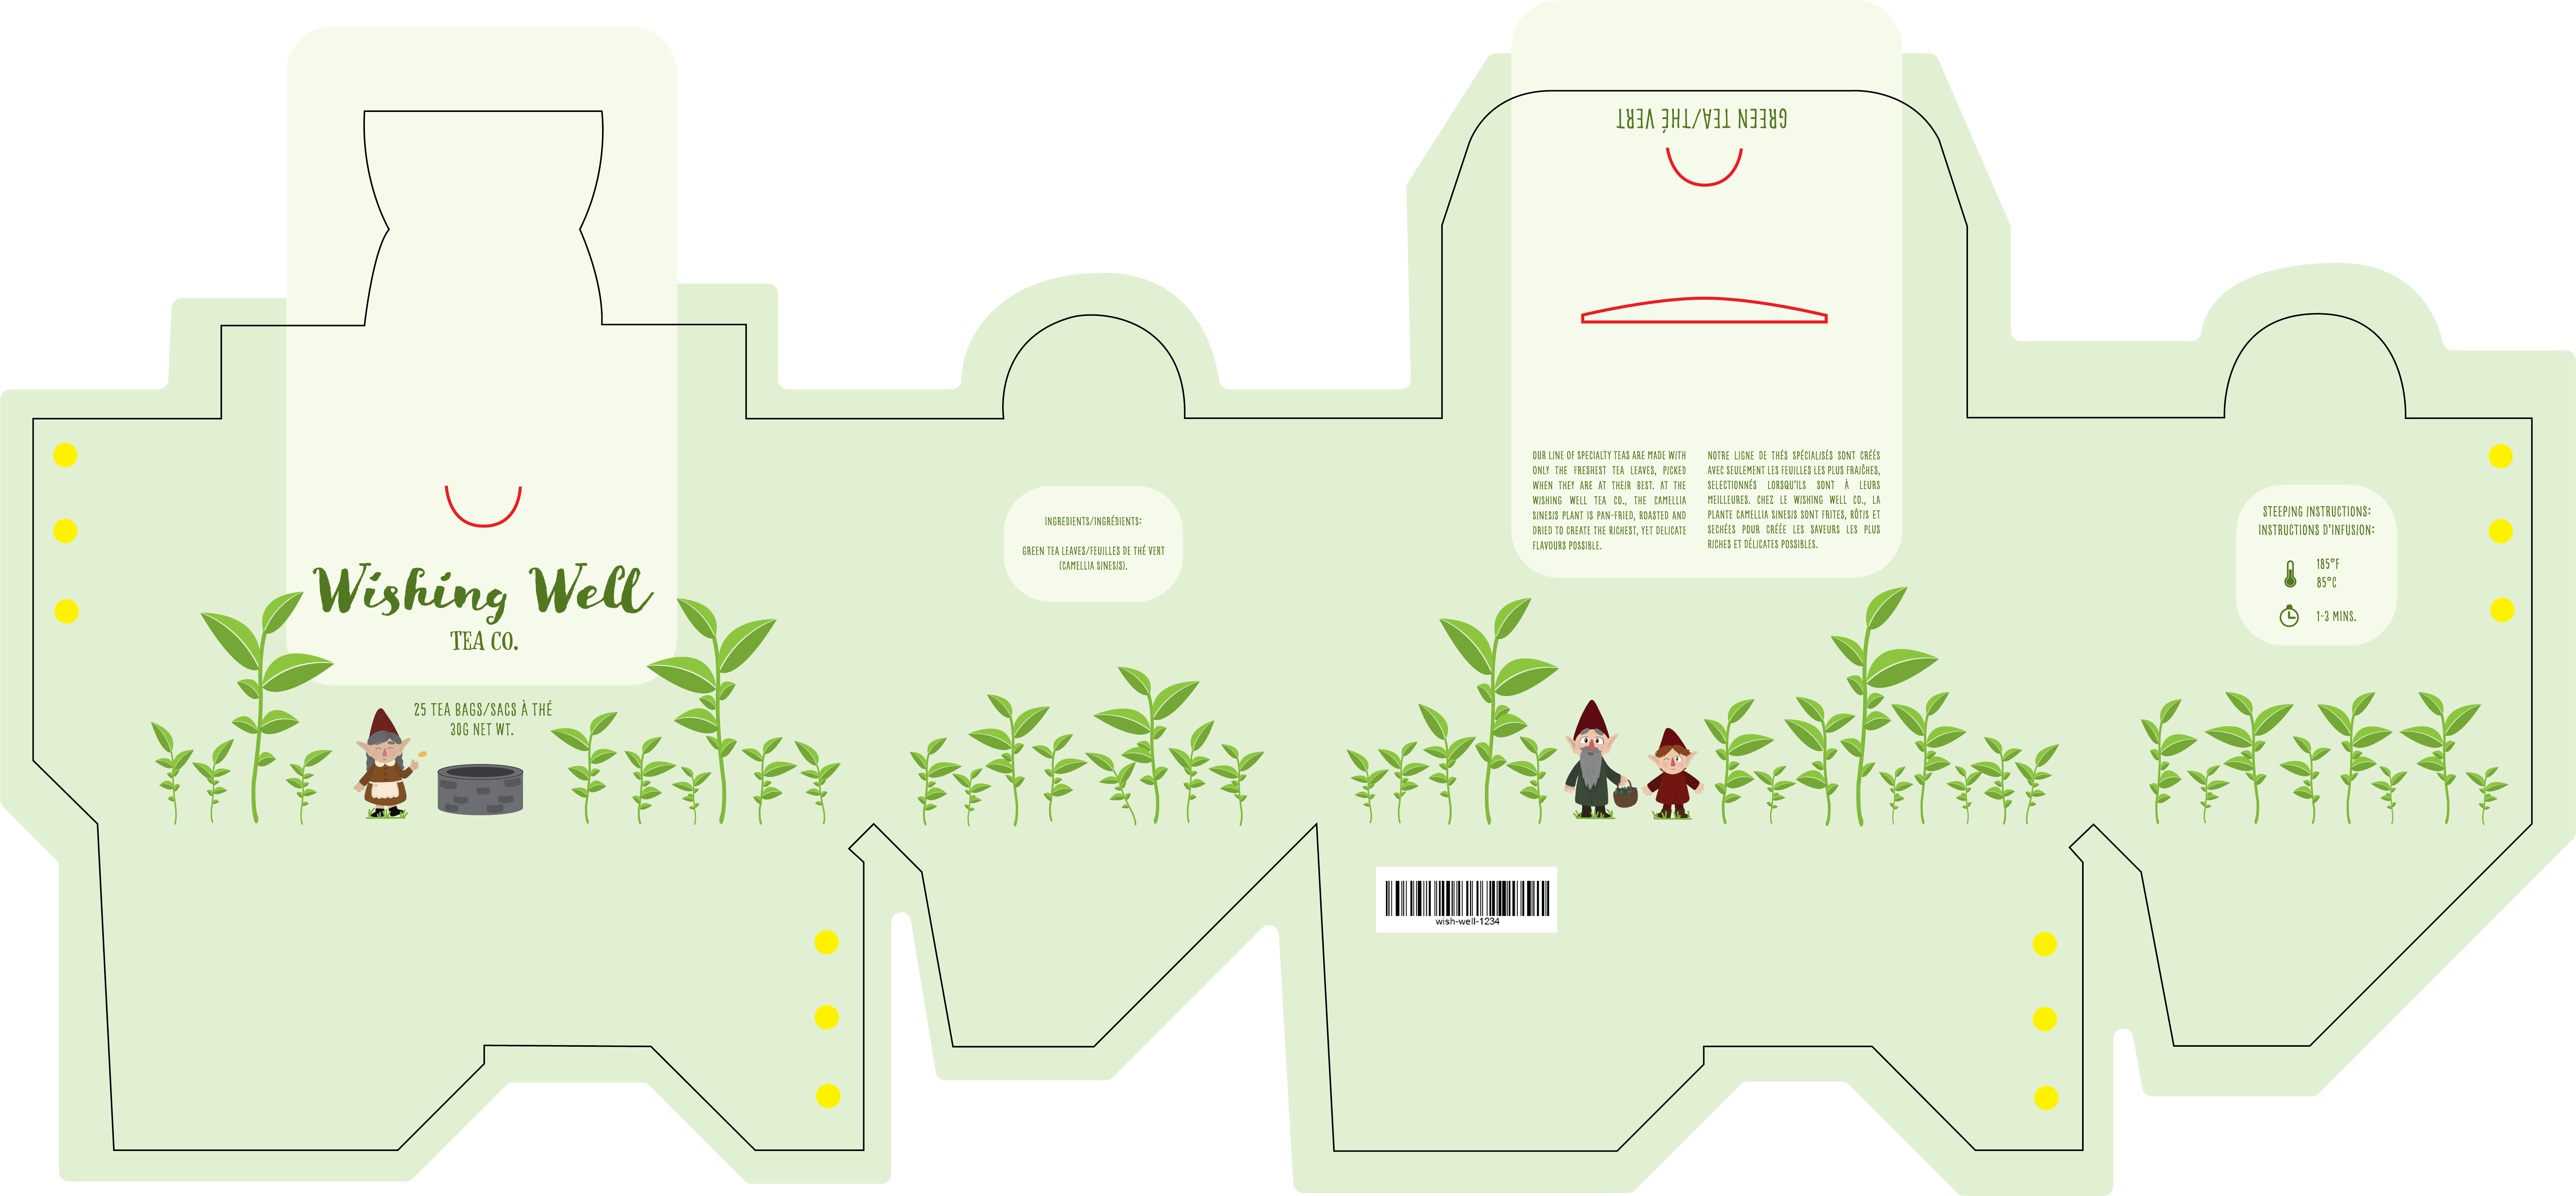 GREEN TEA/THÉ VERT
Wishing Well
TEA CO.
25 TEA BAGS/SACS À THÉ
30G NET WT.
INGREDIENTS/INGRÉDIENTS:
GREEN TEA LEAVES/FEUILLES DE THÉ VERT
(CAMELLIA SINESIS).
OUR LINE OF SPECIALTY TEAS ARE MADE WITH
ONLY THE FRESHEST TEA LEAVES, PICKED
WHEN THEY ARE AT THEIR BEST. AT THE
WISHING WELL TEA CO., THE CAMELLIA
SINESIS PLANT IS PAN-FRIED, ROASTED AND
DRIED TO CREATE THE RICHEST, YET DELICATE
FLAVOURS POSSIBLE.
NOTRE LIGNE DE THÉS SPÉCIALISÉS SONT CRÉÉS
AVEC SEULEMENT LES FEUILLES LES PLUS FRAIÎCHES,
SELECTIONNÉS LORSQU'ILS SONT À LEURS
MEILLEURES. CHEZ LE WISHING WELL CO., LA
PLANTE CAMELLIA SINESIS SONT FRITES, RÔTIS ET
SECHÉES POUR CRÉÉE LES SAVEURS LES PLUS
RICHES ET DÉLICATES POSSIBLES.
STEEPING INSTRUCTIONS:
INSTRUCTIONS D'INFUSION:
185°F
85°C
1-3 MINS.
wish-well-1234